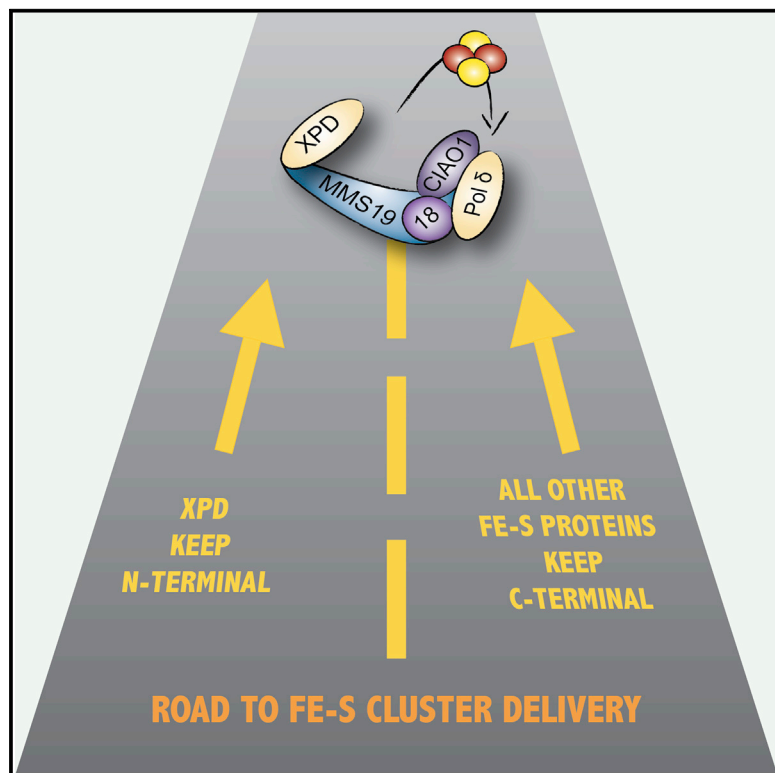 XPD
CIAO1
MMS19
18
Pol δ
XPD
KEEP
N-TERMINAL
ALL OTHER
FE-S PROTEINS
KEEP
C-TERMINAL
ROAD TO FE-S CLUSTER DELIVERY